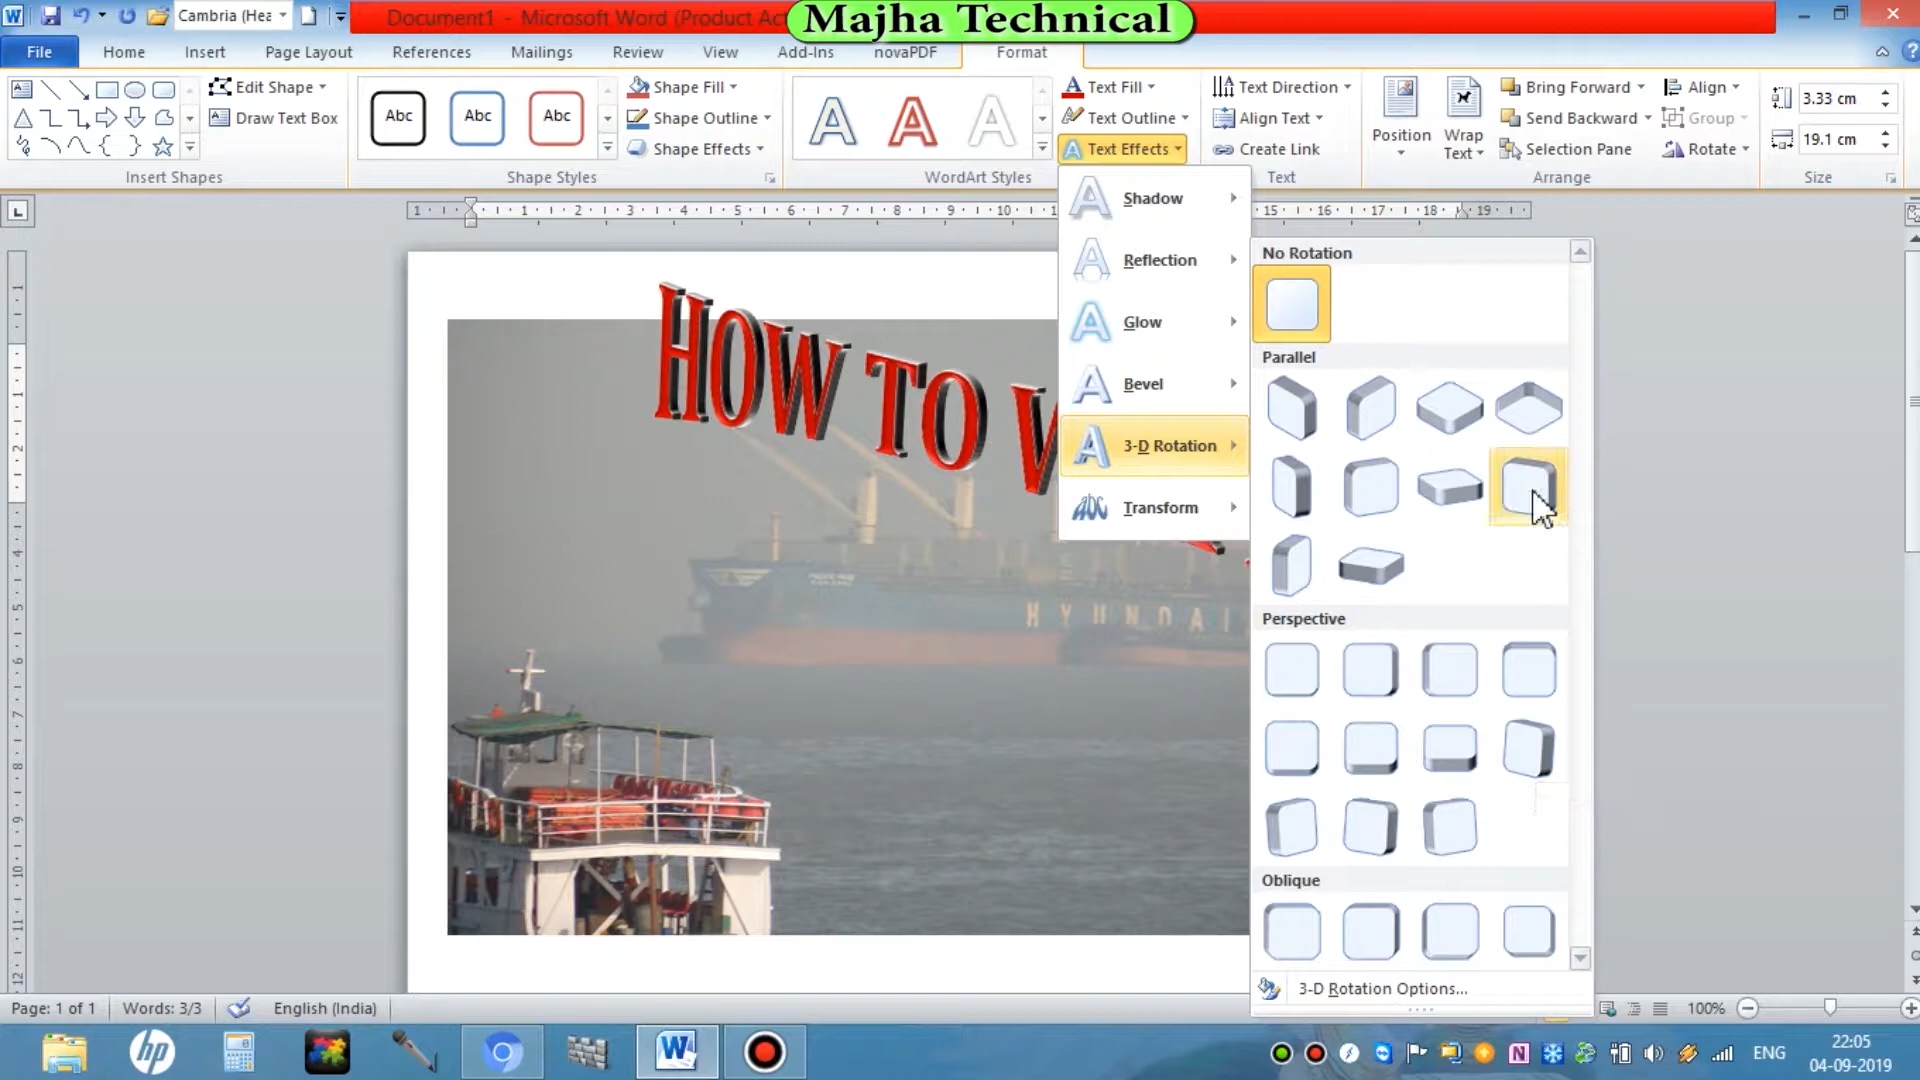 Cambria (Hea
Document1 - Microsoft Word (Product Ac
Majha Technical
File
Home
Insert
Page Layout
References
Mailings
Review
View
Add-Ins
novaPDF
Format
Edit Shape
Draw Text Box
Insert Shapes
Abc
Abc
Abc
Shape Fill
Shape Outline
Shape Effects
Shape Styles
Text Fill
Text Outline
Text Effects
WordArt Styles
Text Direction
Align Text
Create Link
Text
Position
Wrap
Text
Bring Forward
Send Backward
Selection Pane
Align
Group
Rotate
Arrange
3.33 cm
19.1 cm
Size
Shadow
Reflection
Glow
Bevel
3-D Rotation
Transform
No Rotation
Parallel
Perspective
Oblique
3-D Rotation Options...
HOW TO
HYUNDAI
Page: 1 of 1
Words: 3/3
English (India)
100%
ENG
22:05
04-09-2019